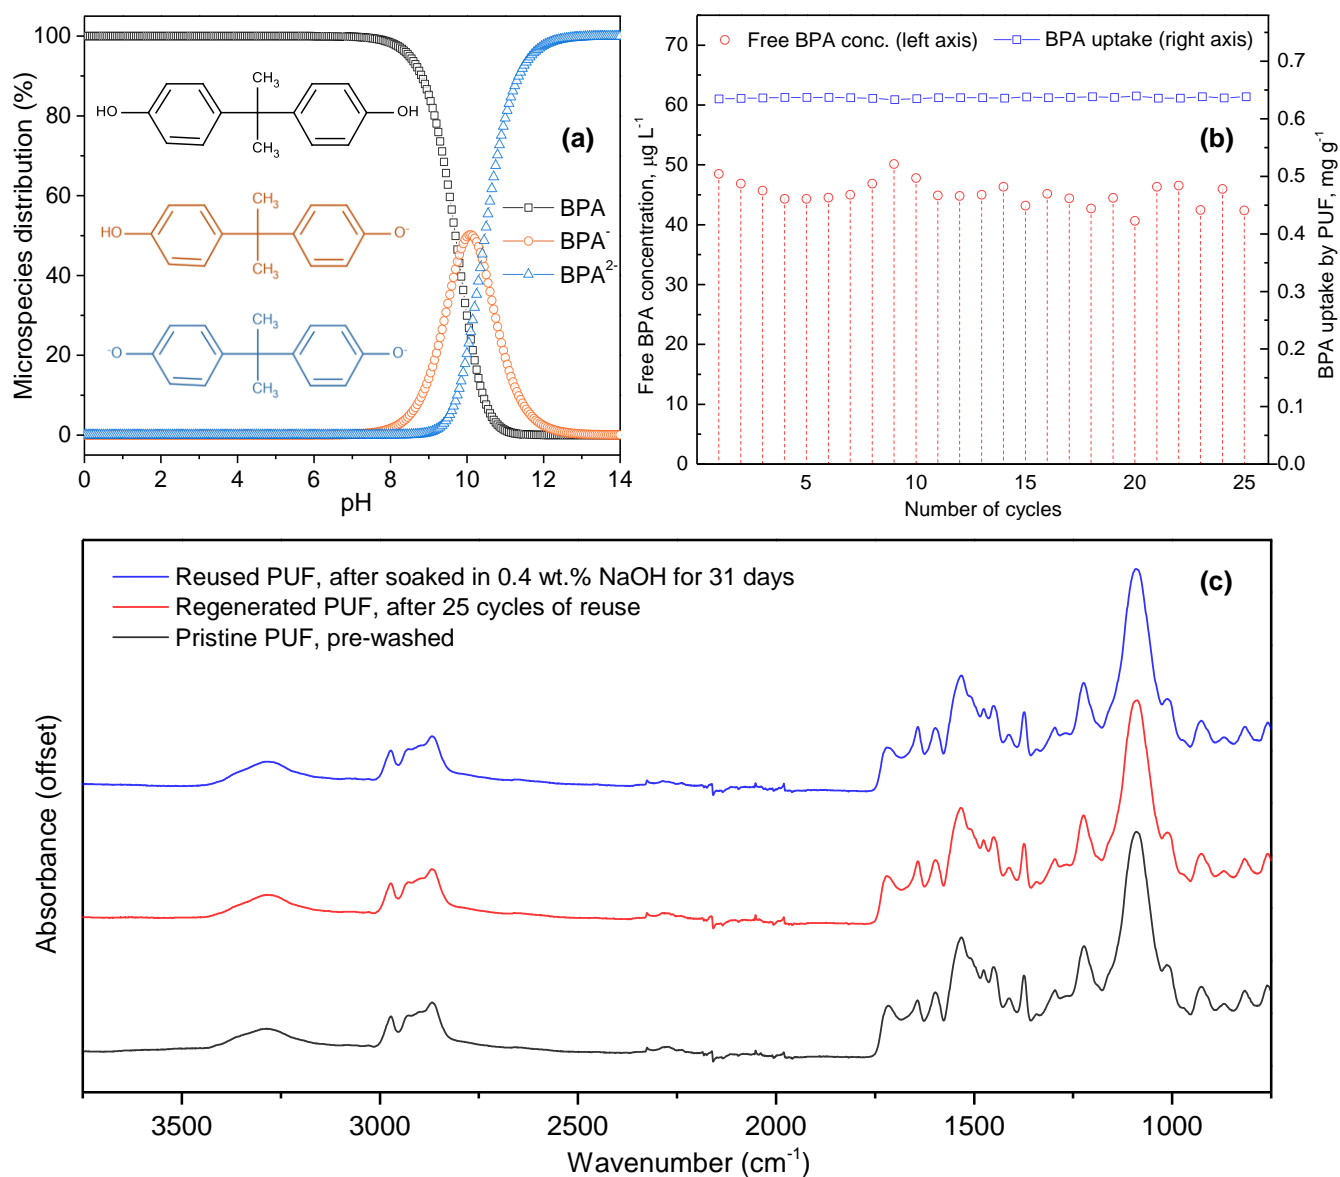 100
80
60
40
20
0
0
2
4
6
8
10
12
14
Microspecies distribution (%)
pH
(a)
CH₃
HO
OH
CH₃
CH₃
HO
O⁻
CH₃
CH₃
⁻O
O⁻
CH₃
BPA
BPA⁻
BPA²⁻
Free BPA conc. (left axis)
BPA uptake (right axis)
(b)
70
60
50
40
30
20
10
0
Free BPA concentration, µg L⁻¹
0.7
0.6
0.5
0.4
0.3
0.2
0.1
0.0
BPA uptake by PUF, mg g⁻¹
5
10
15
20
25
Number of cycles
Reused PUF, after soaked in 0.4 wt.% NaOH for 31 days
Regenerated PUF, after 25 cycles of reuse
Pristine PUF, pre-washed
(c)
Absorbance (offset)
3500
3000
2500
2000
1500
1000
Wavenumber (cm⁻¹)